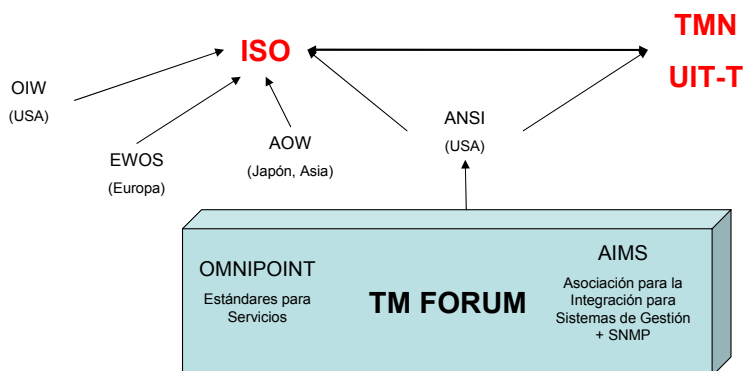 TMN
ISO
UIT-T
OIW
(USA)
ANSI
(USA)
AOW
(Japón, Asia)
EWOS
(Europa)
OMNIPOINT
Estándares para
Servicios
TM FORUM
AIMS
Asociación para la
Integración para
Sistemas de Gestión
+ SNMP